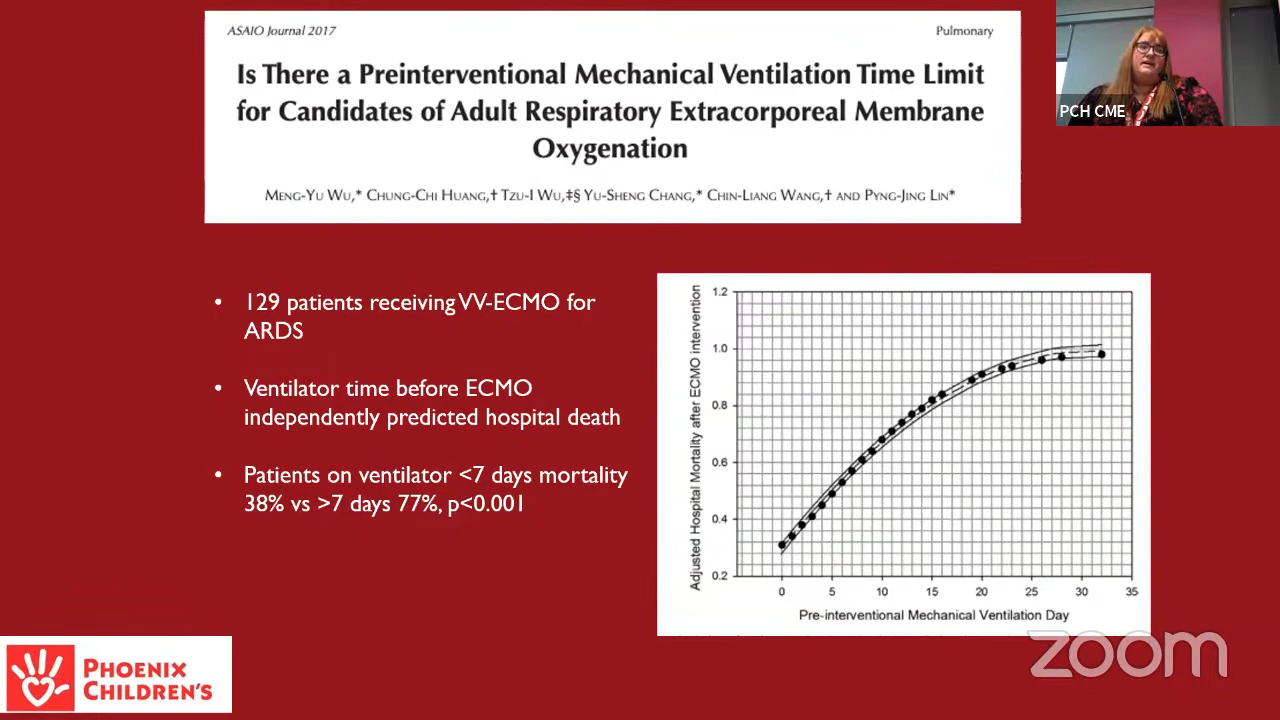 ASAIO Journal 2017
Pulmonary
Is There a Preinterventional Mechanical Ventilation Time Limit
for Candidates of Adult Respiratory Extracorporeal Membrane
Oxygenation
MENG-YU WU,* CHUNG-CHI HUANG,† TZU-I WU,‡§ YU-SHENG CHANG,* CHIN-LIANG WANG,† AND PYNG-JING LIN*
PCH CME
• 129 patients receiving VV-ECMO for
ARDS
• Ventilator time before ECMO
independently predicted hospital death
• Patients on ventilator <7 days mortality
38% vs >7 days 77%, p<0.001
Adjusted Hospital Mortality after ECMO intervention
1.2
1.0
0.8
0.6
0.4
0.2
0 5 10 15 20 25 30 35
Pre-interventional Mechanical Ventilation Day
PHOENIX
CHILDREN'S
zoom